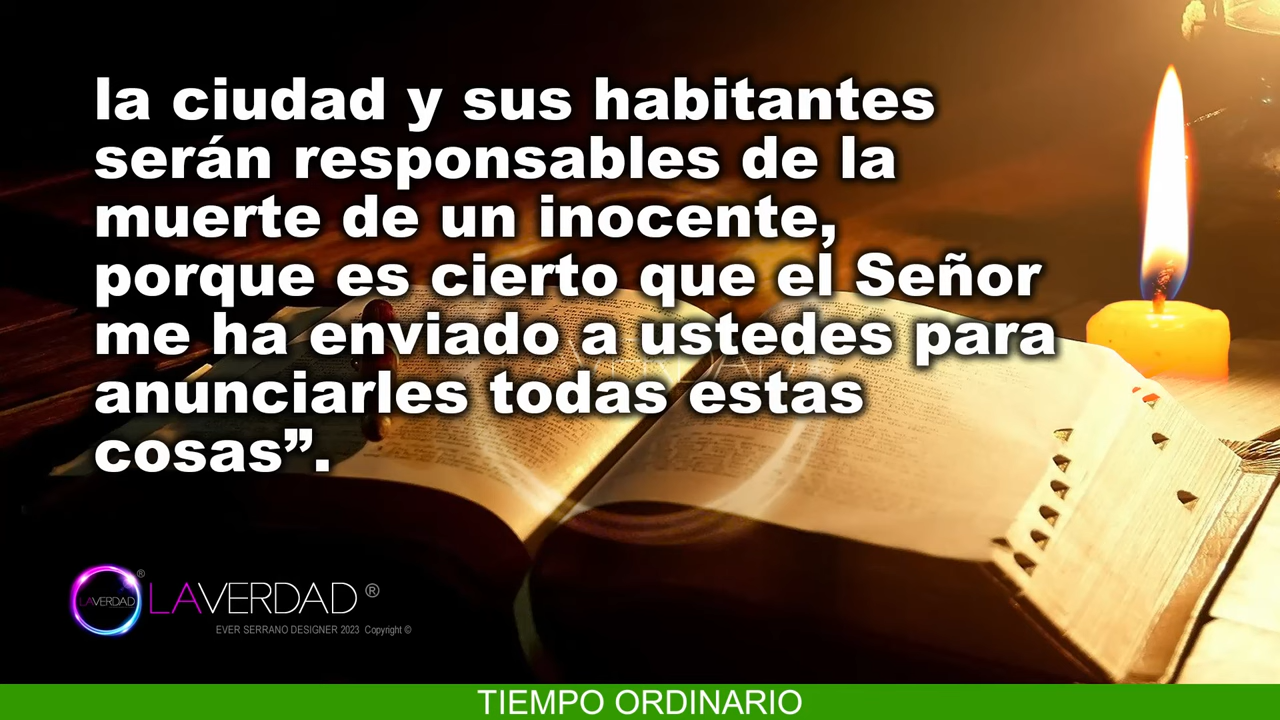 la ciudad y sus habitantes
serán responsables de la
muerte de un inocente,
porque es cierto que el Señor
me ha enviado a ustedes para
anunciarles todas estas
cosas”.
LAVERDAD ®
LAVERDAD ®
EVER SERRANO DESIGNER 2023 Copyright ©
TIEMPO ORDINARIO